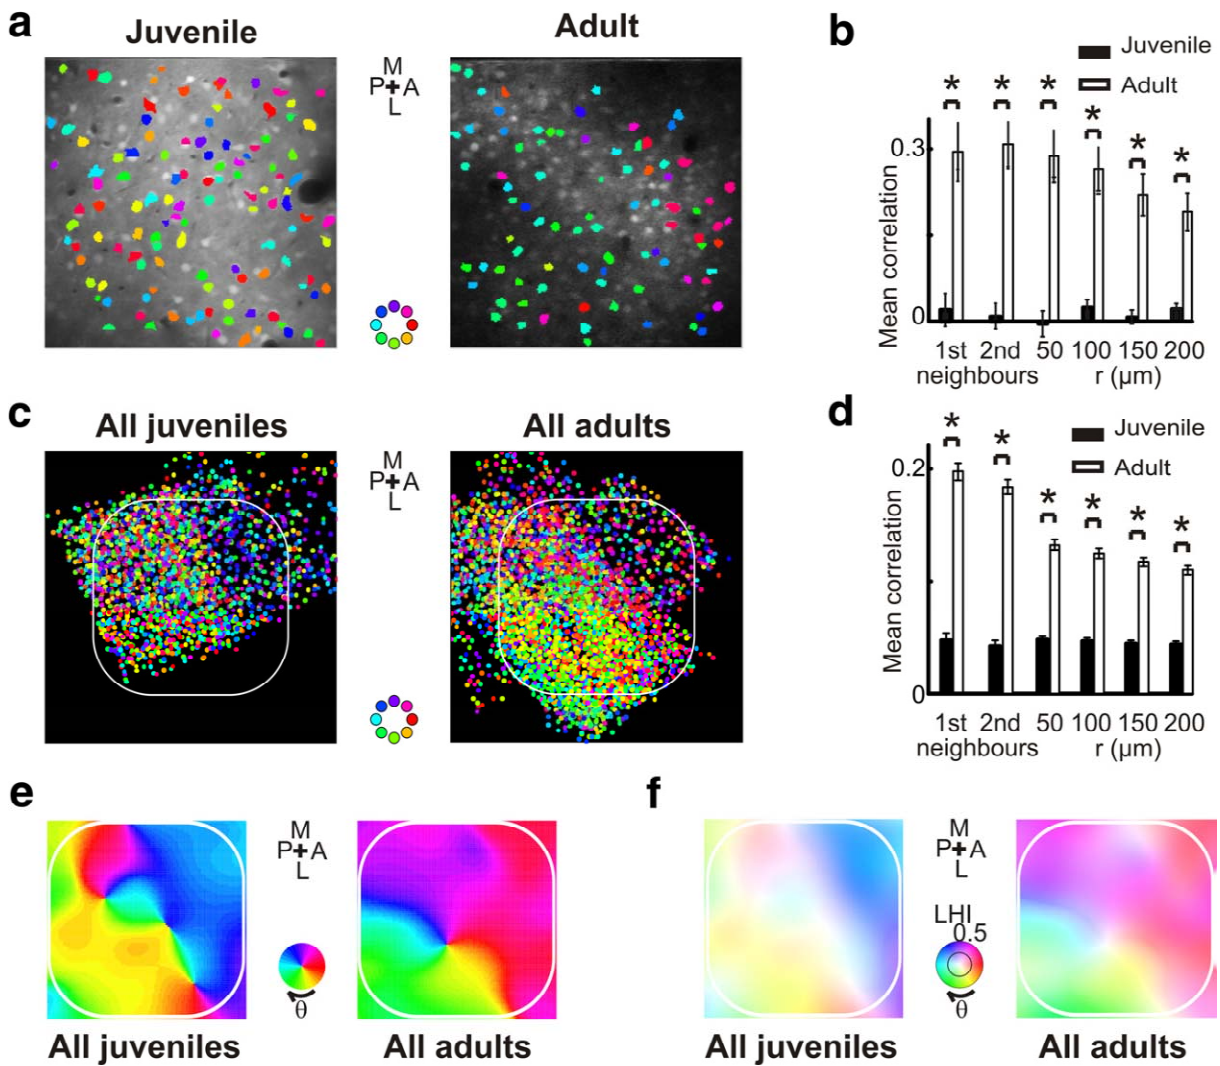 a
Juvenile
Adult
M
P A
L
b
Juvenile
Adult
* * * * * *
0.3
0
Mean correlation
1st 2nd 50 100 150 200
neighbours r (µm)
c
All juveniles
All adults
M
P A
L
d
Juvenile
Adult
* * * * * *
0.2
0
Mean correlation
1st 2nd 50 100 150 200
neighbours r (µm)
e
M
P A
L
θ
All juveniles
All adults
f
M
P A
L
LHI
0.5
θ
All juveniles
All adults